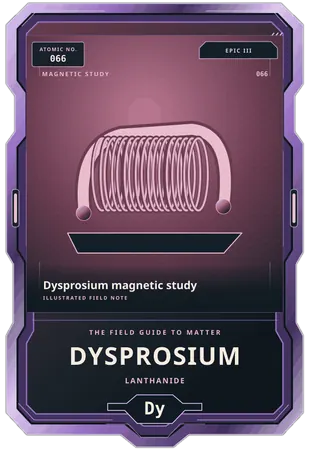 ATOMIC NO.
066
EPIC III
MAGNETIC STUDY
066
Dysprosium magnetic study
ILLUSTRATED FIELD NOTE
THE FIELD GUIDE TO MATTER
DYSPROSIUM
LANTHANIDE
Dy